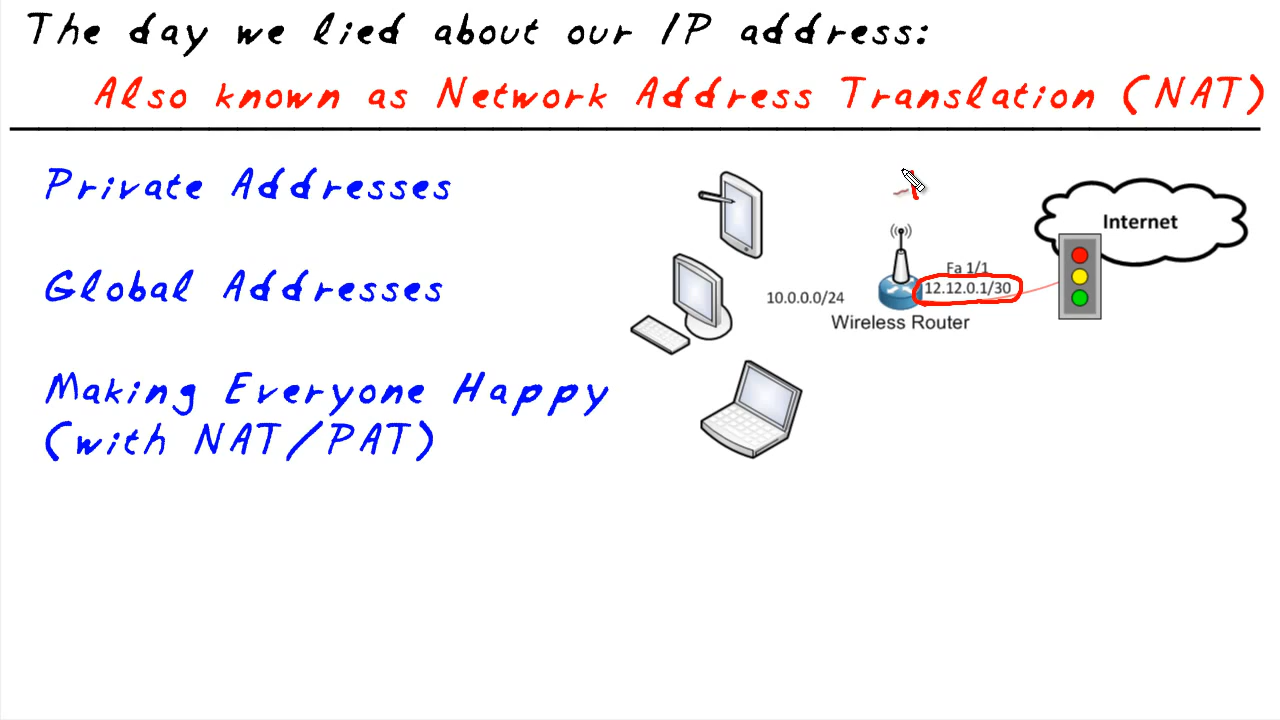 The day we lied about our IP address:
Also known as Network Address Translation (NAT)
Private Addresses
Global Addresses
Making Everyone Happy
(with NAT/PAT)
Internet
Fa 1/1
12.12.0.1/30
10.0.0.0/24
Wireless Router